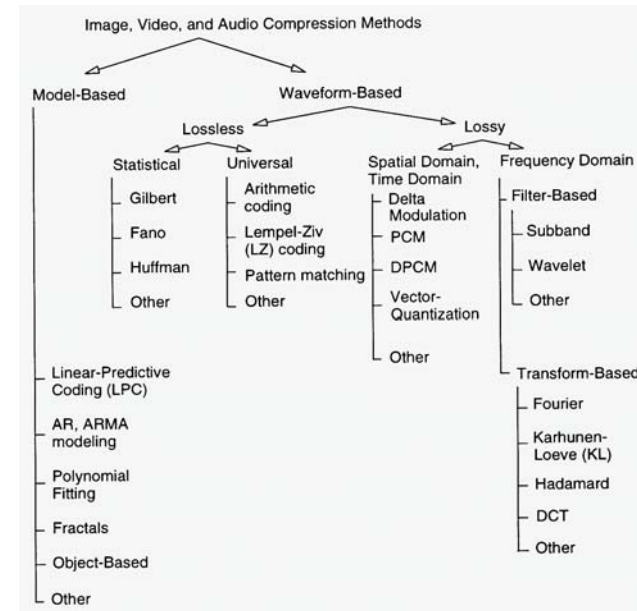 Image, Video, and Audio Compression Methods
Model-Based
Waveform-Based
Lossless
Lossy
Statistical
Gilbert
Fano
Huffman
Other
Universal
Arithmetic
coding
Lempel-Ziv
(LZ) coding
Pattern matching
Other
Spatial Domain,
Time Domain
Delta
Modulation
PCM
DPCM
Vector-
Quantization
Other
Frequency Domain
Filter-Based
Subband
Wavelet
Other
Transform-Based
Fourier
Karhunen-
Loeve (KL)
Hadamard
DCT
Other
Linear-Predictive
Coding (LPC)
AR, ARMA
modeling
Polynomial
Fitting
Fractals
Object-Based
Other